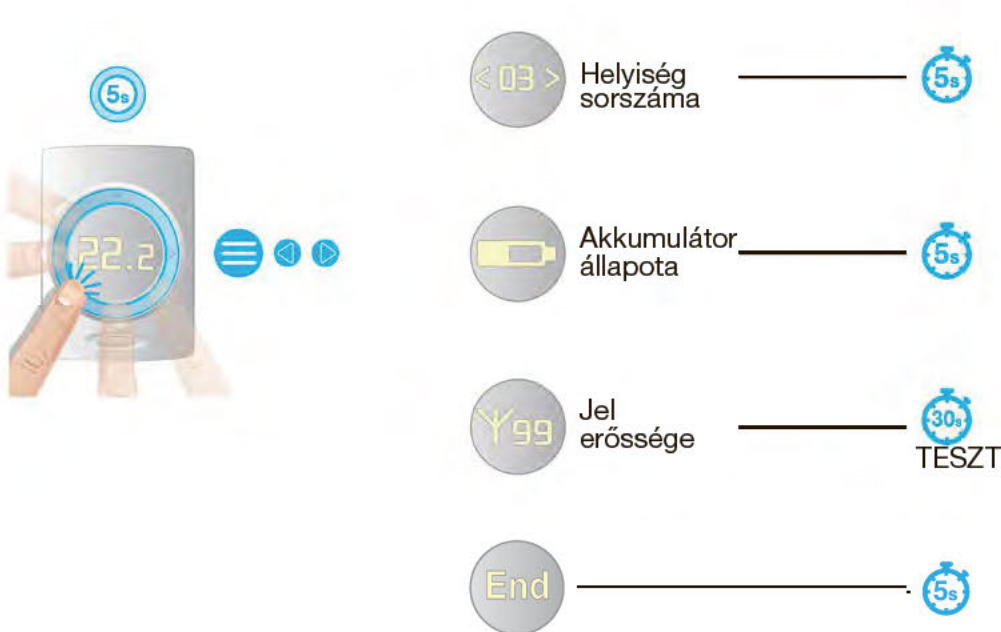 5s
22.2
< 03 >
Helyiség
sorszáma
5s
Akkumulátor
állapota
5s
99
Jel
erőssége
30s
TESZT
End
5s